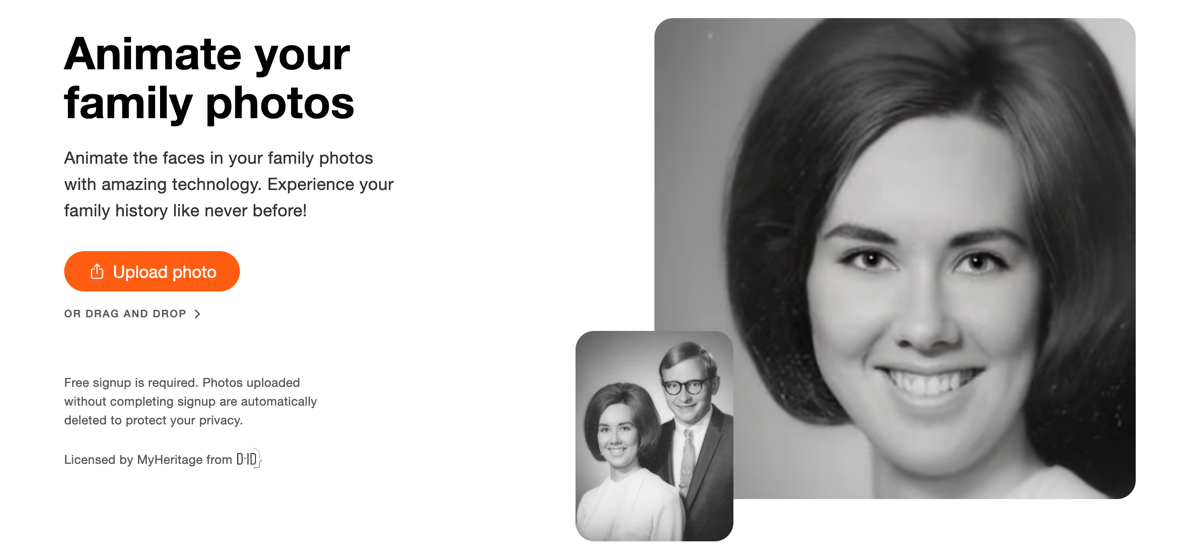 Animate your
family photos
Animate the faces in your family photos
with amazing technology. Experience your
family history like never before!
Upload photo
OR DRAG AND DROP
Free signup is required. Photos uploaded
without completing signup are automatically
deleted to protect your privacy.
Licensed by MyHeritage from D-ID